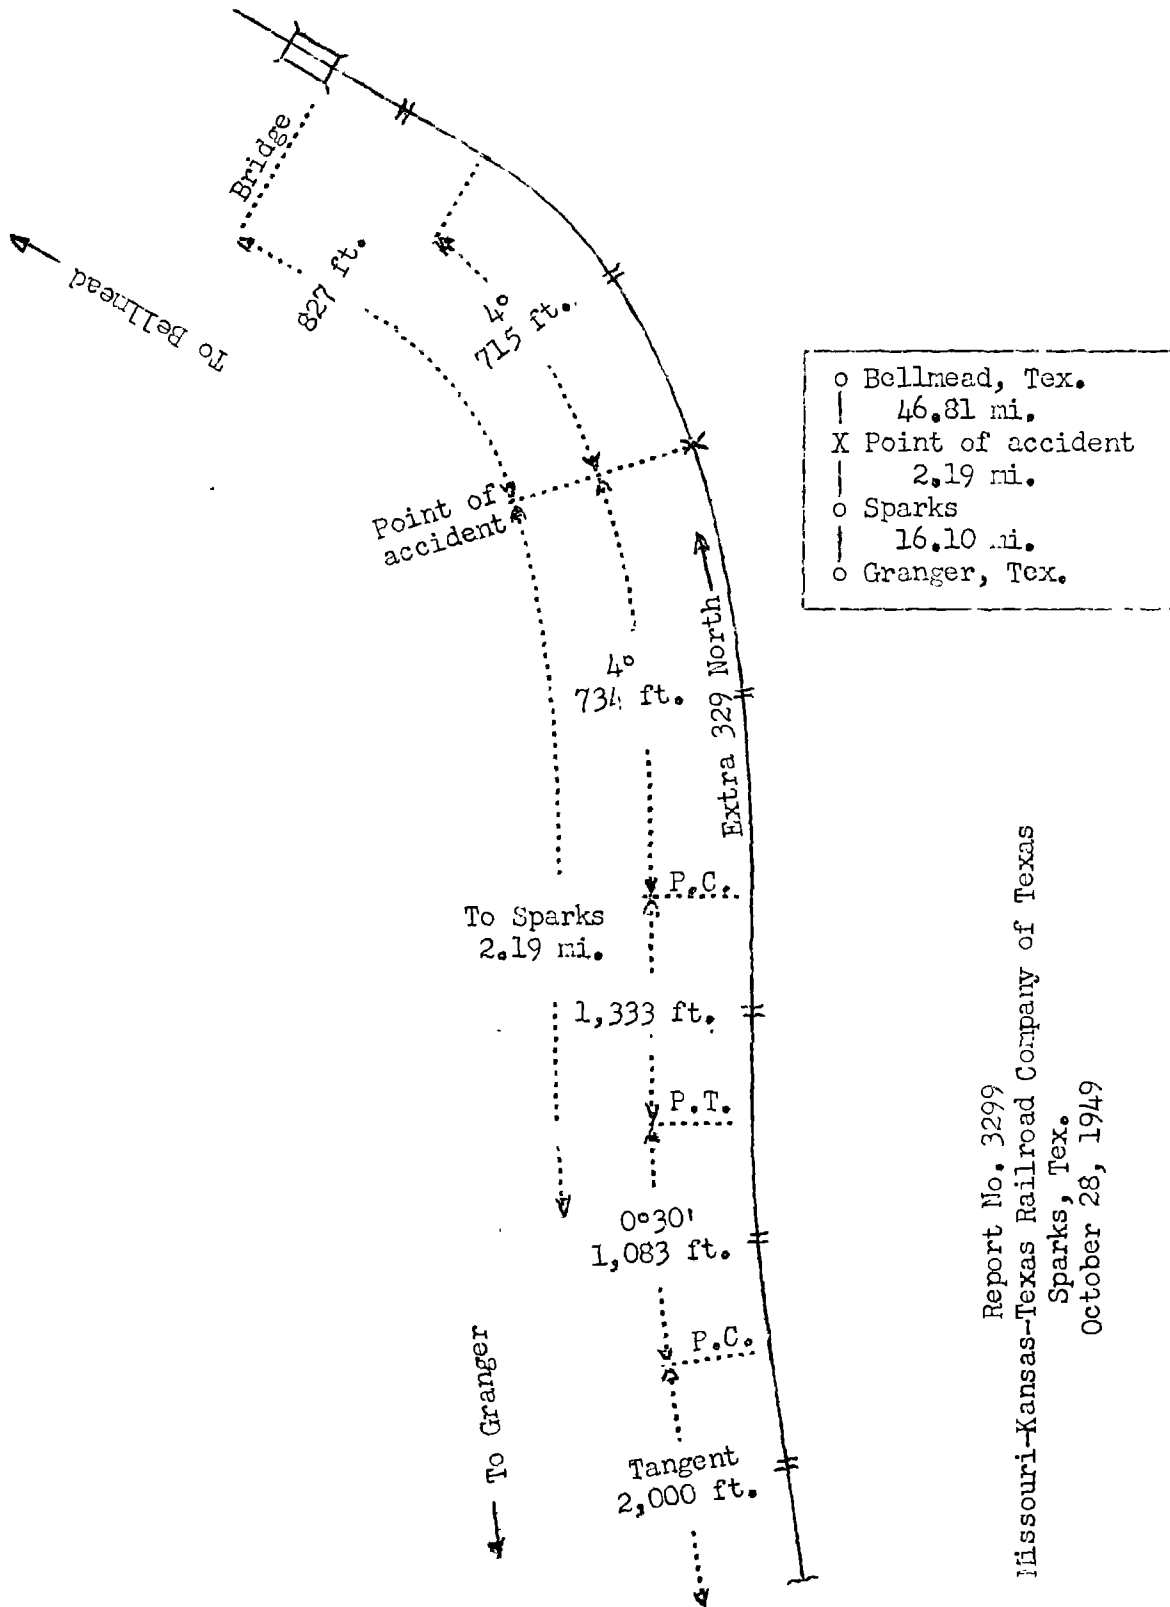 Bridge
To Bellmead
827 ft.
4°
715 ft.
o Bellmead, Tex.
46.81 mi.
X Point of accident
2.19 mi.
o Sparks
16.10 mi.
o Granger, Tex.
Point of
accident
4°
734 ft.
Extra 329 North
P.C.
To Sparks
2.19 mi.
1,333 ft.
P.T.
0°30'
1,083 ft.
P.C.
To Granger
Tangent
2,000 ft.
Report No. 3299
Missouri-Kansas-Texas Railroad Company of Texas
Sparks, Tex.
October 28, 1949